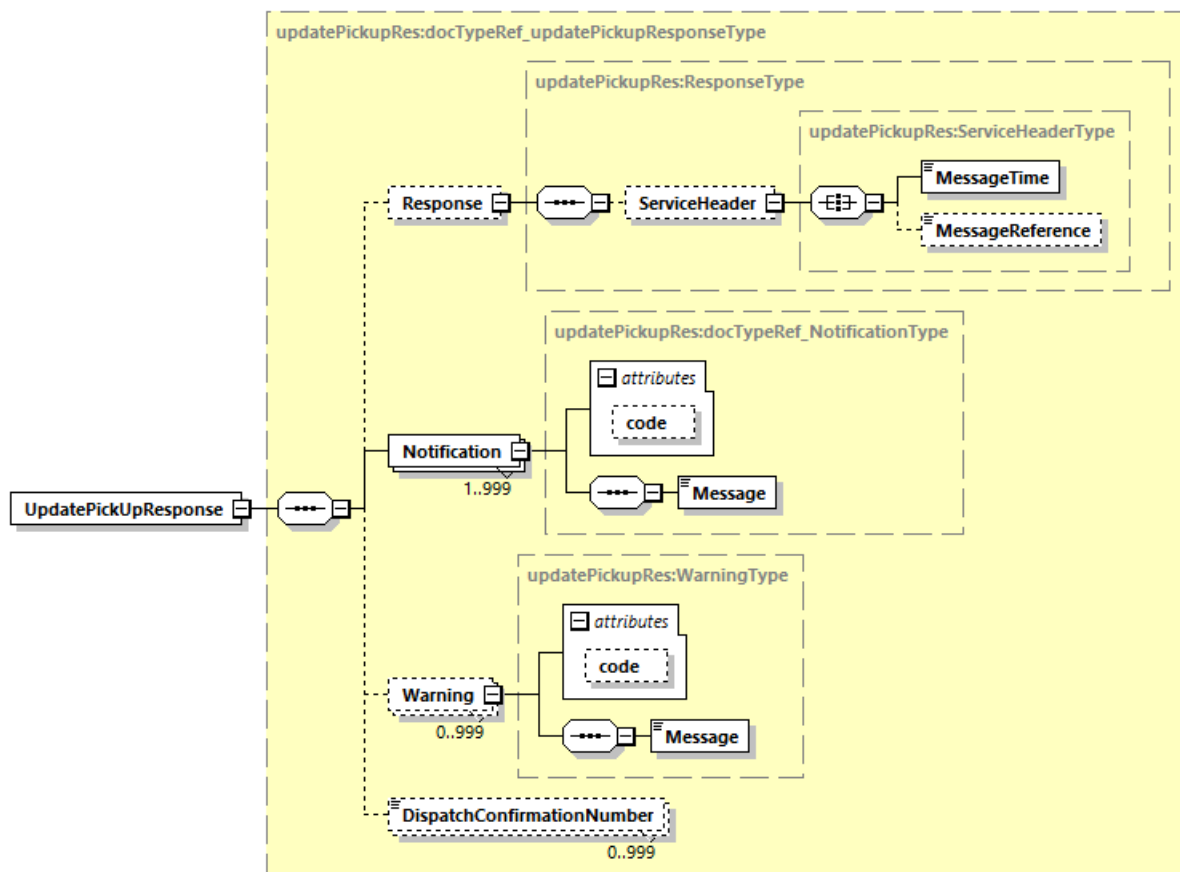 updatePickupRes:docTypeRef_updatePickupResponseType
updatePickupRes:ResponseType
updatePickupRes:ServiceHeaderType
MessageTime
Response
ServiceHeader
MessageReference
updatePickupRes:docTypeRef_NotificationType
attributes
code
Notification
1..999
Message
UpdatePickUpResponse
updatePickupRes:WarningType
attributes
code
Warning
0..999
Message
DispatchConfirmationNumber
0..999